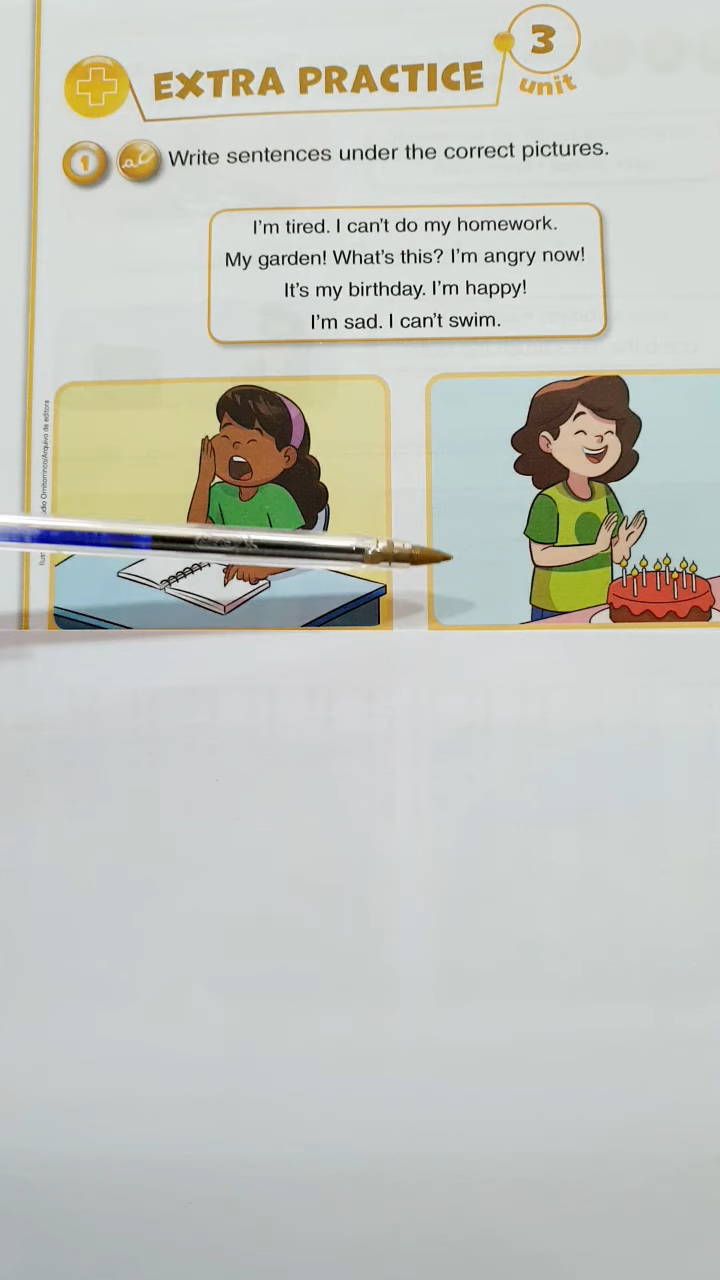 3
unit
EXTRA PRACTICE
1 Write sentences under the correct pictures.
I'm tired. I can't do my homework.
My garden! What's this? I'm angry now!
It's my birthday. I'm happy!
I'm sad. I can't swim.